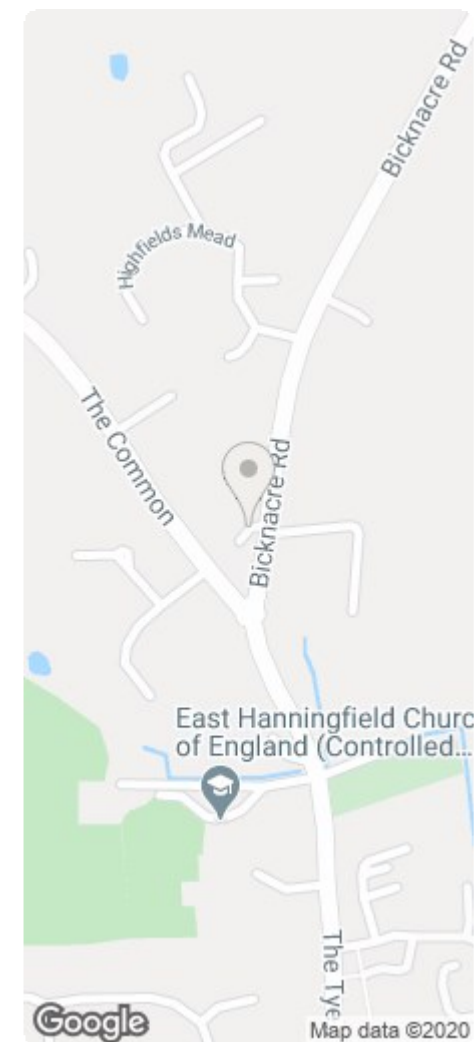 Bicknacre Rd
Highfields Mead
The Common
Bicknacre Rd
East Hanningfield Churc
of England (Controlled...
The Tye
Google
Map data ©2020